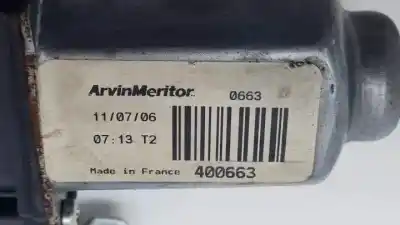 ArvinMeritor 0663
11/07/06
07:13 T2
Made in France 400663